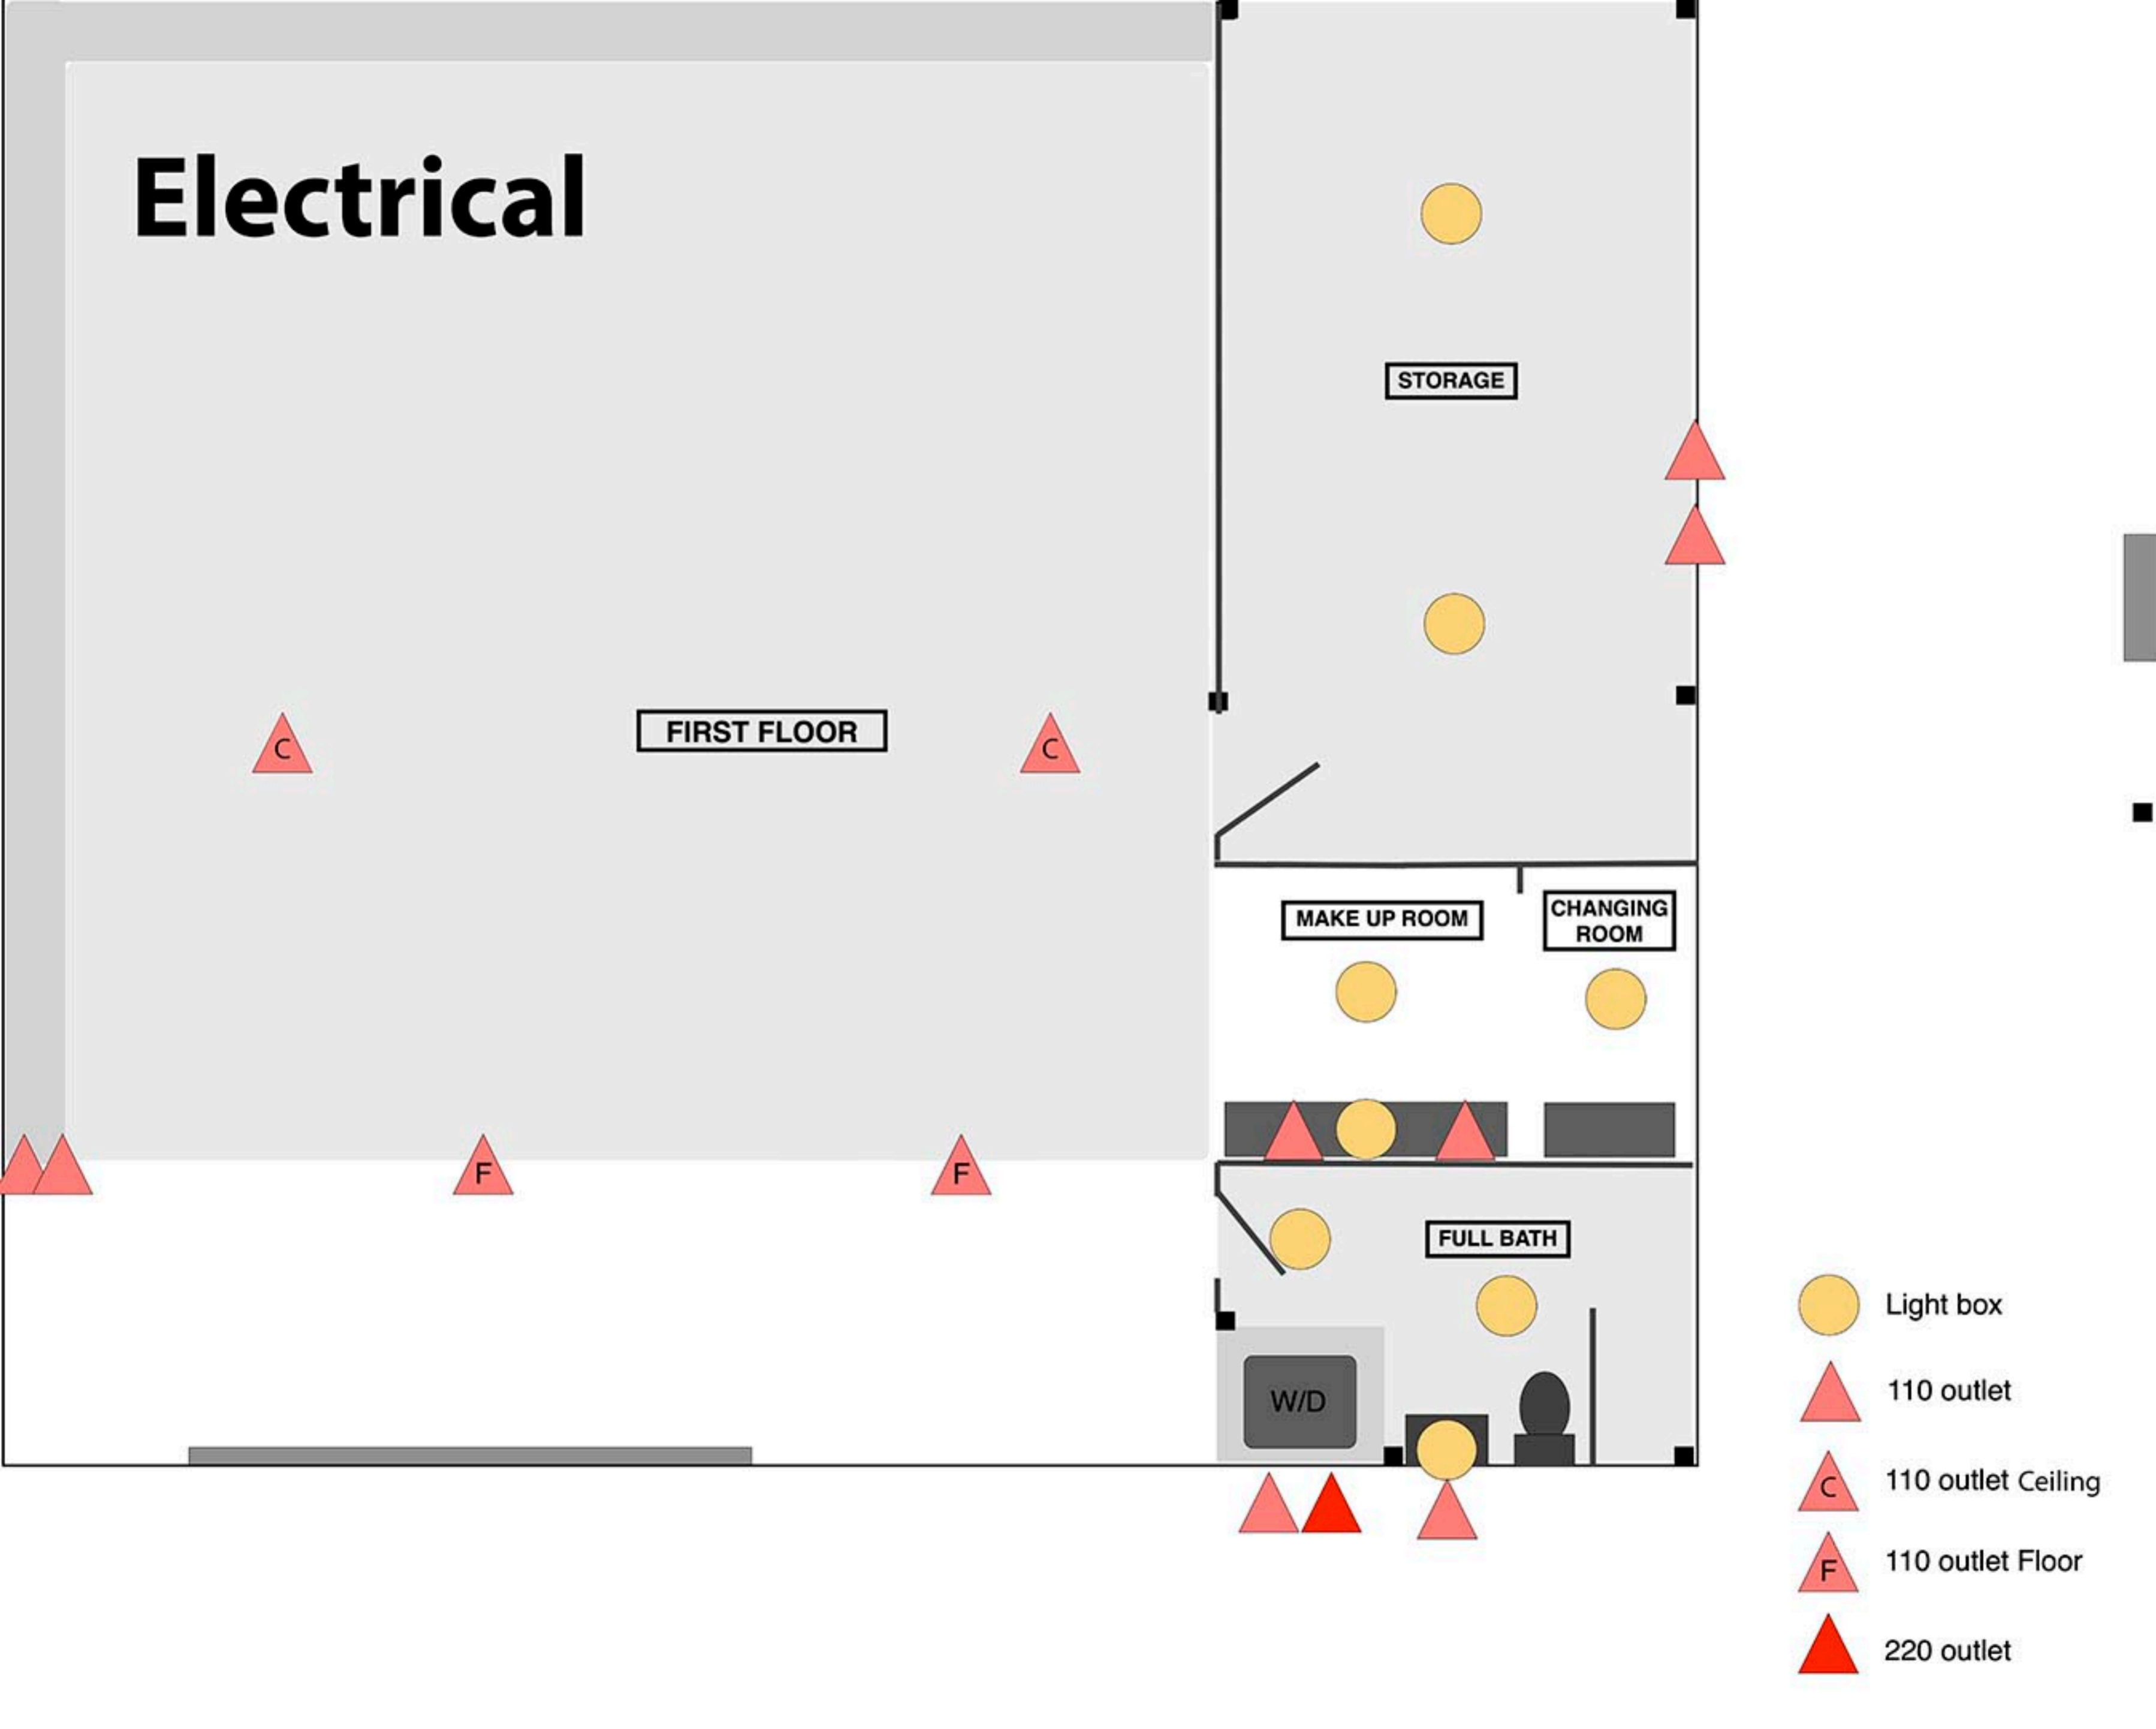 Electrical
STORAGE
C
FIRST FLOOR
C
MAKE UP ROOM
CHANGING
ROOM
F
F
FULL BATH
W/D
Light box
110 outlet
C
110 outlet Ceiling
F
110 outlet Floor
220 outlet